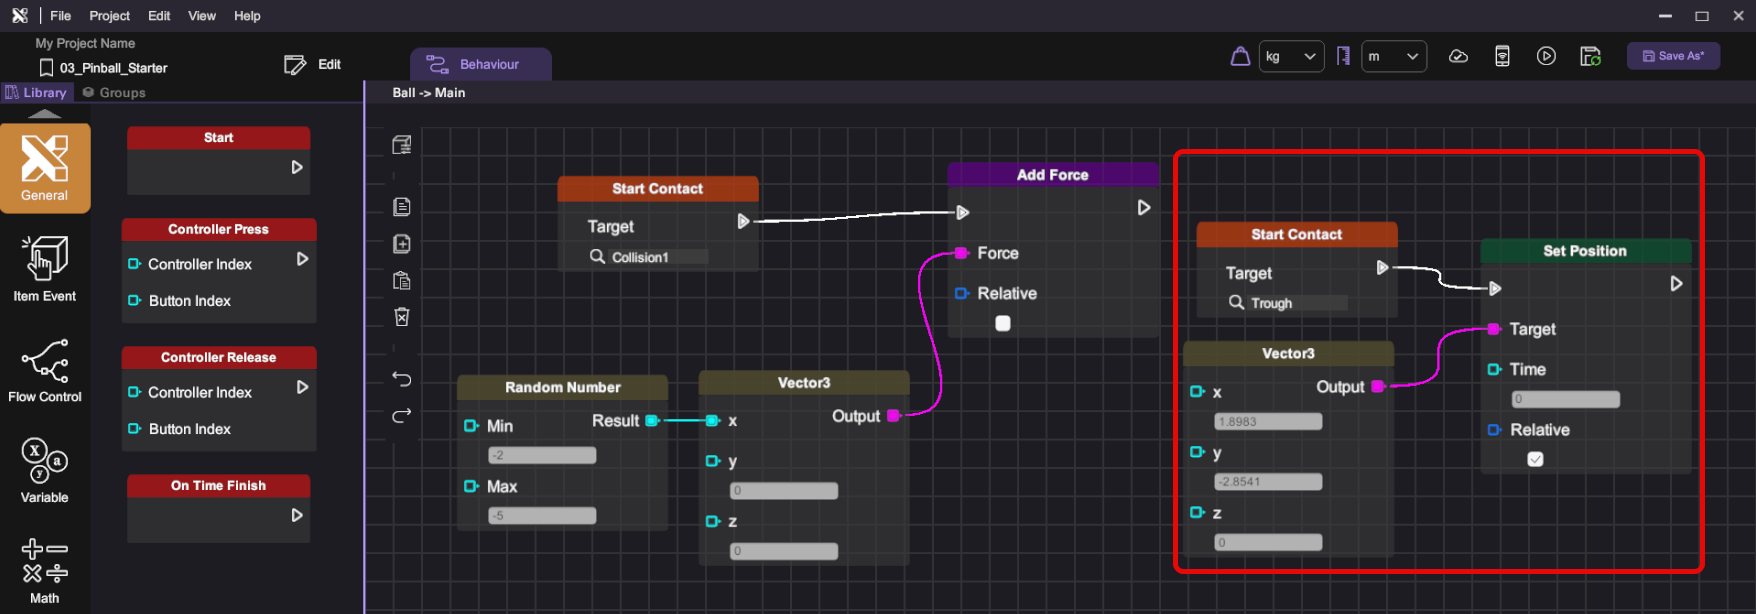 File Project Edit View Help
My Project Name
03_Pinball_Starter
Edit
Behaviour
kg
m
Save As*
Library
Groups
Ball -> Main
General
Item Event
Flow Control
Variable
Math
Start
Controller Press
Controller Index
Button Index
Controller Release
Controller Index
Button Index
On Time Finish
Start Contact
Target
Collision1
Add Force
Force
Relative
Random Number
Min
Result
-2
Max
-5
Vector3
x
Output
y
0
z
0
Start Contact
Target
Trough
Vector3
x
Output
1.8983
y
-2.8541
z
0
Set Position
Target
Time
0
Relative